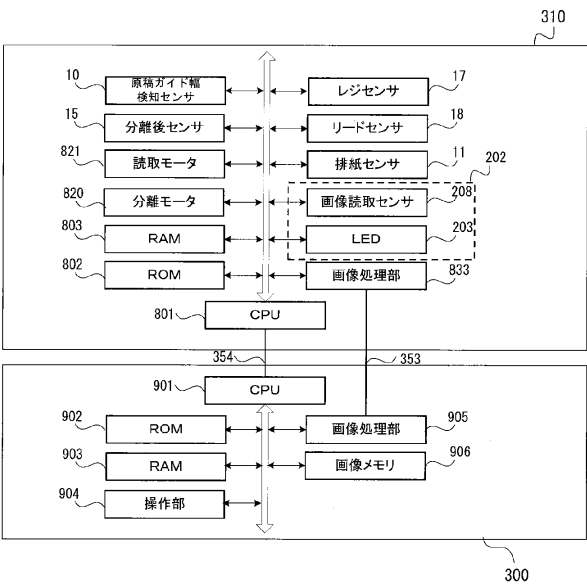 310
10
原稿ガイド幅
検知センサ
レジセンサ
17
15
分離後センサ
リードセンサ
18
821
読取モータ
排紙センサ
11
202
820
分離モータ
画像読取センサ
208
803
RAM
LED
203
802
ROM
画像処理部
833
801
CPU
354
353
901
CPU
902
ROM
画像処理部
905
903
RAM
画像メモリ
906
904
操作部
300